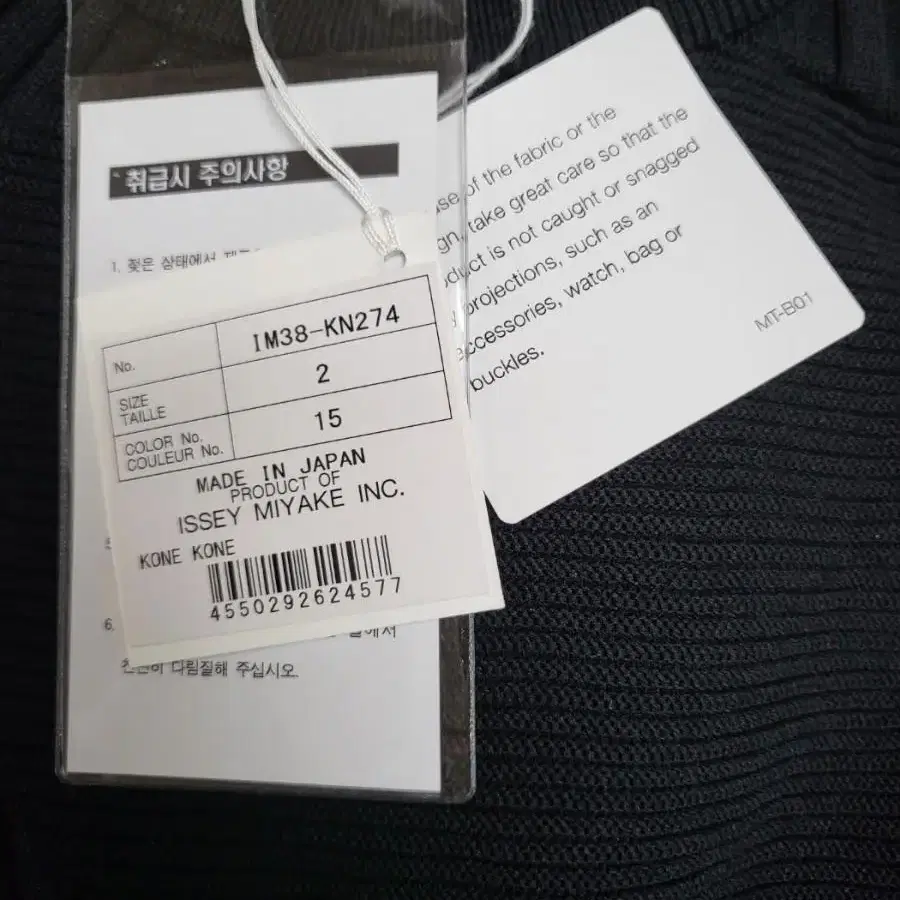 취급시 주의사항
1. 젖은 상태에서
No. IM38-KN274
SIZE
TAILLE 2
COLOR No.
COULEUR No. 15
MADE IN JAPAN
PRODUCT OF
ISSEY MIYAKE INC.
KONE KONE
4550292624577
6.
다림질해 주십시오.
of the fabric or the
take great care so that the
is not caught or snagged
projections, such as an
accessories, watch, bag or
buckles.
MT-B01